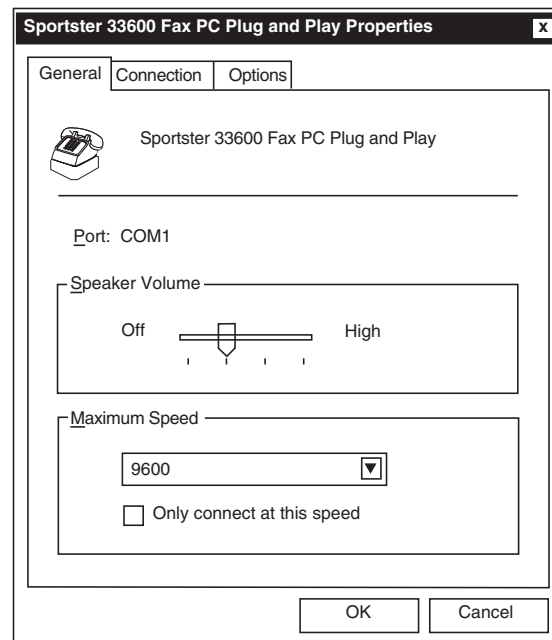 Sportster 33600 Fax PC Plug and Play Properties x
General Connection Options
Sportster 33600 Fax PC Plug and Play
Port: COM1
Speaker Volume
Off High
Maximum Speed
9600
Only connect at this speed
OK Cancel